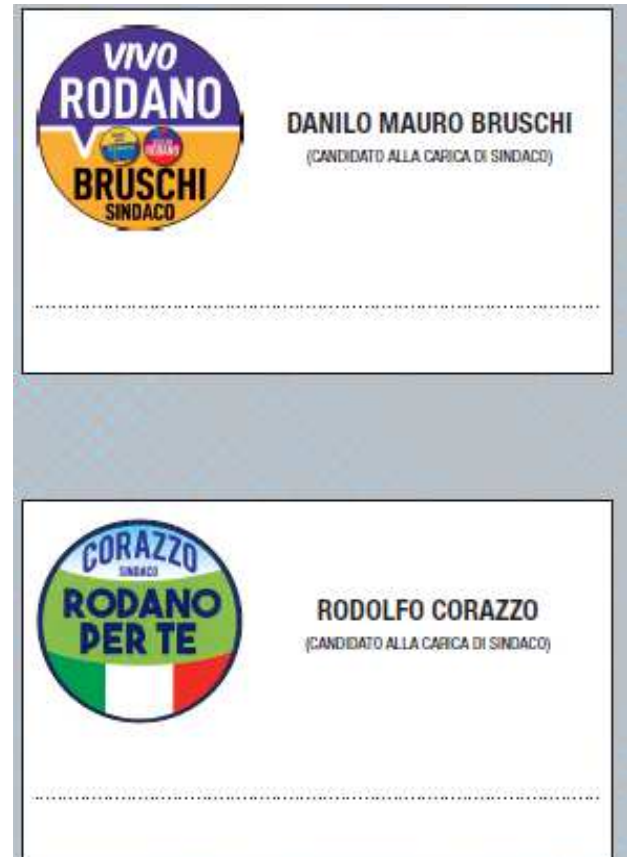 VIVO
RODANO
BRUSCHI
SINDACO
DANILO MAURO BRUSCHI
(CANDIDATO ALLA CARICA DI SINDACO)
CORAZZO
SINDACO
RODANO
PER TE
RODOLFO CORAZZO
(CANDIDATO ALLA CARICA DI SINDACO)